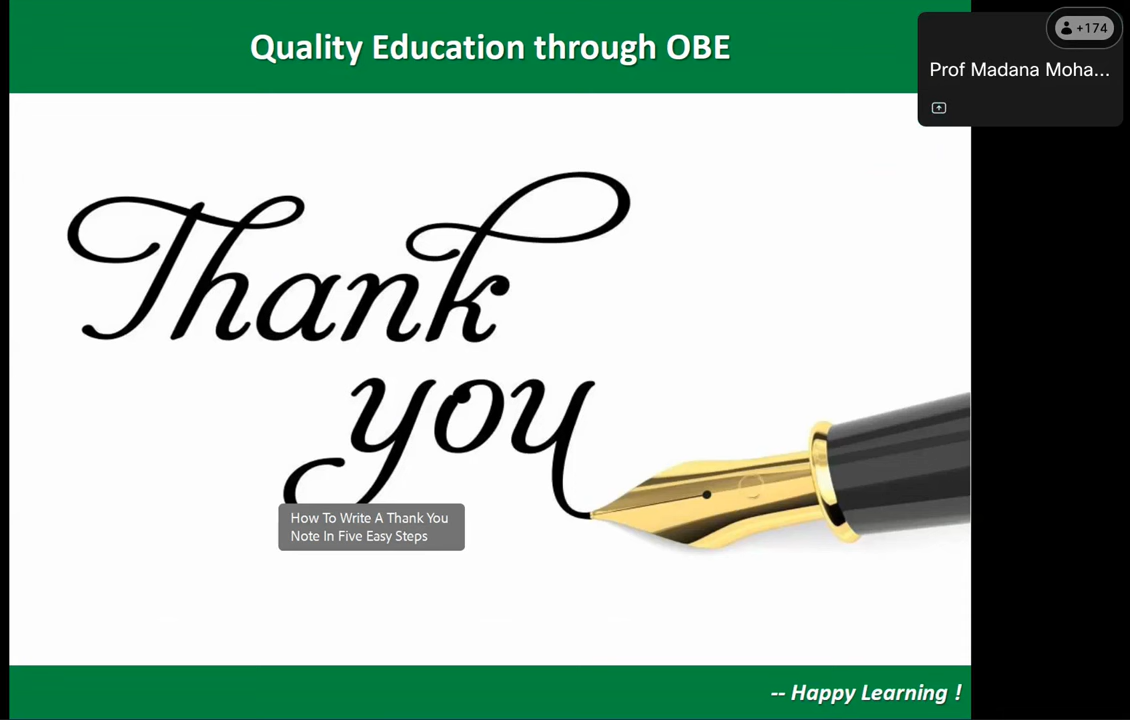 Quality Education through OBE
+174
Prof Madana Moha...
Thank
you
How To Write A Thank You
Note In Five Easy Steps
-- Happy Learning !